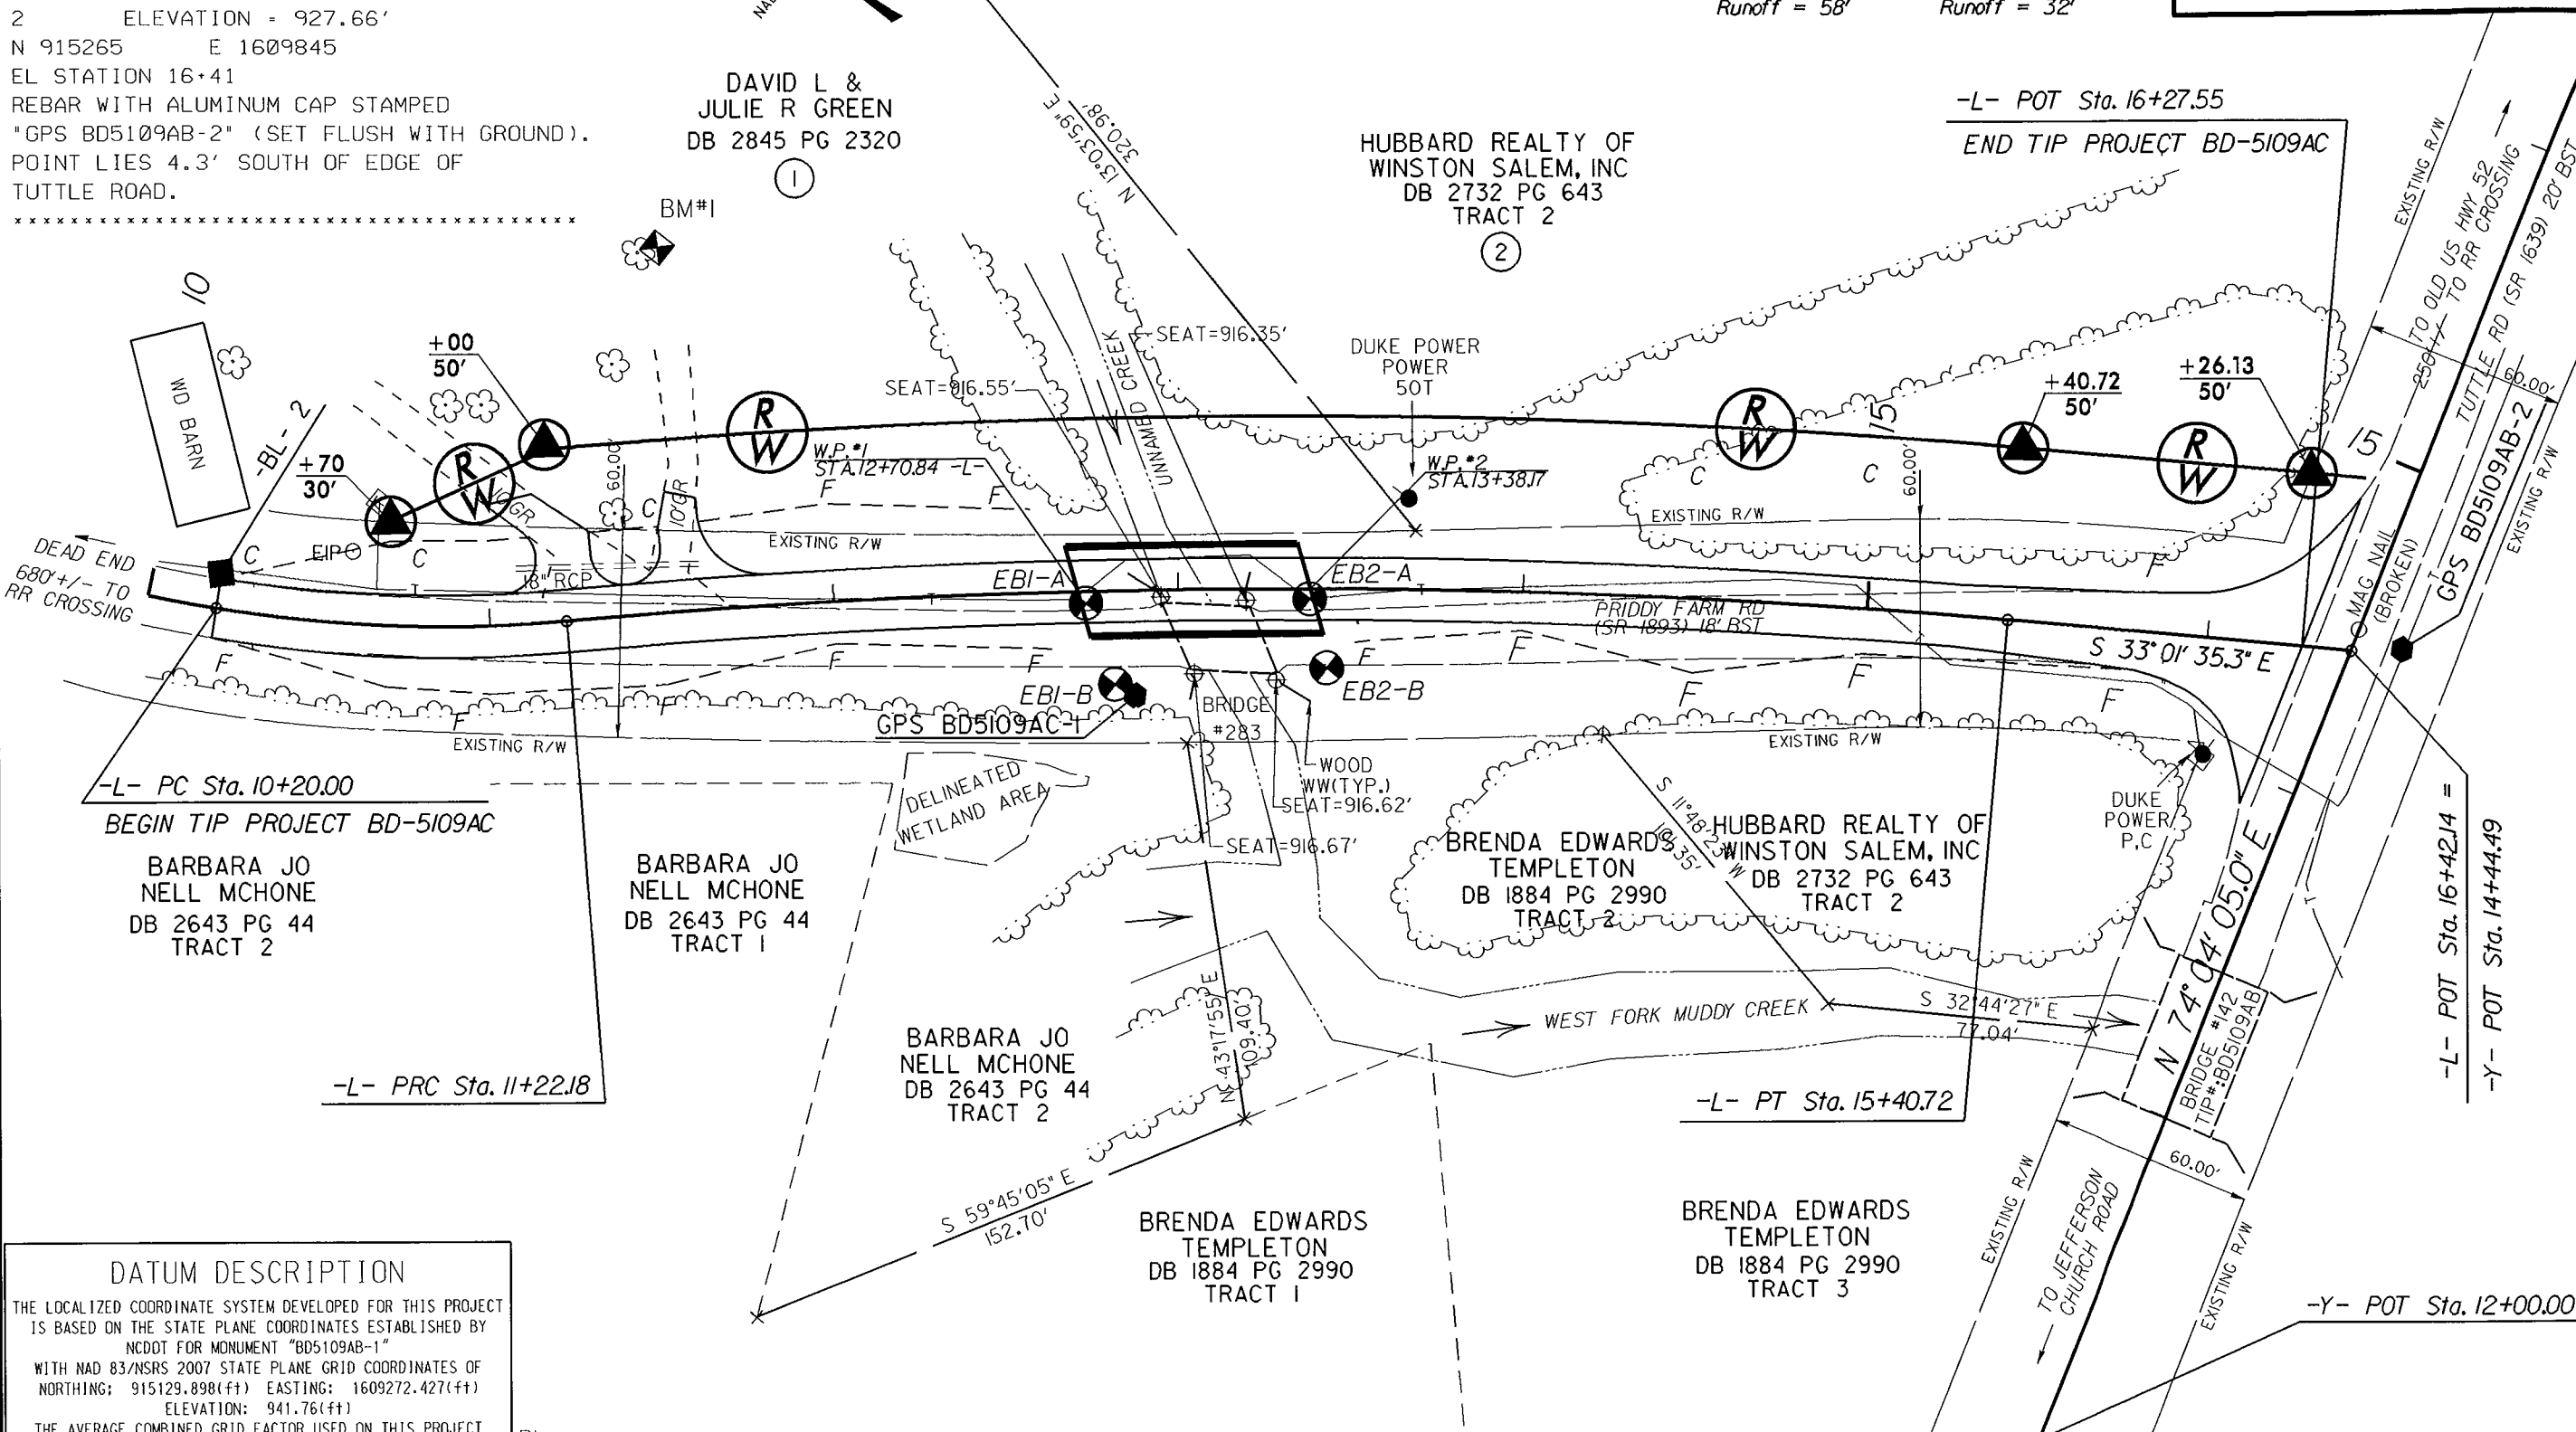 2 ELEVATION = 927.66'
N 915265 E 1609845
EL STATION 16+41
REBAR WITH ALUMINUM CAP STAMPED
"GPS BD5109AB-2" (SET FLUSH WITH GROUND).
POINT LIES 4.3' SOUTH OF EDGE OF
TUTTLE ROAD.
Runoff = 58' Runoff = 32'
DAVID L &
JULIE R GREEN
DB 2845 PG 2320
1
BM#1
N 13°03'59" E
320.98'
HUBBARD REALTY OF
WINSTON SALEM, INC
DB 2732 PG 643
TRACT 2
2
-L- POT Sta. 16+27.55
END TIP PROJECT BD-5109AC
EXISTING R/W
TO OLD US HWY 52
250+/- TO RR CROSSING
TUTTLE RD (SR 1639) 20' BST
60.00'
GPS BD5109AB-2
EXISTING R/W
10
WD BARN
-BL- 2
+00
50'
+70
30'
R
W
R
W
R
W
R
W
+40.72
50'
+26.13
50'
15
15
SEAT=916.35'
SEAT=916.55'
UNNAMED CREEK
DUKE POWER
POWER
50T
W.P.#1
STA.12+70.84 -L-
W.P.#2
STA.13+38.17
60.00'
60.00'
10'GR
10'GR
C
C
C
C
C
F
F
F
EXISTING R/W
EXISTING R/W
DEAD END
680'+/- TO
RR CROSSING
EIP
18" RCP
EB1-A
EB2-A
PRIDDY FARM RD
(SR 1893) 18' BST
MAG NAIL
(BROKEN)
S 33°01'35.3" E
F
F
F
F
F
F
F
F
F
F
F
EB1-B
EB2-B
GPS BD5109AC-1
BRIDGE
#283
EXISTING R/W
EXISTING R/W
WOOD
WW(TYP.)
SEAT=916.62'
SEAT=916.67'
DELINEATED
WETLAND AREA
-L- PC Sta. 10+20.00
BEGIN TIP PROJECT BD-5109AC
BARBARA JO
NELL MCHONE
DB 2643 PG 44
TRACT 2
BARBARA JO
NELL MCHONE
DB 2643 PG 44
TRACT 1
S 11°48'23" W
BRENDA EDWARDS
TEMPLETON
DB 1884 PG 2990
TRACT 2
HUBBARD REALTY OF
WINSTON SALEM, INC
DB 2732 PG 643
TRACT 2
DUKE
POWER
P,C
-L- POT Sta. 16+42.14 =
-Y- POT Sta. 14+44.49
N 74°04'05.0" E
BRIDGE #142
TIP#:BD5109AB
WEST FORK MUDDY CREEK
S 32°44'27" E
77.04'
N 43°17'55" E
109.40'
BARBARA JO
NELL MCHONE
DB 2643 PG 44
TRACT 2
-L- PRC Sta. 11+22.18
-L- PT Sta. 15+40.72
60.00'
EXISTING R/W
EXISTING R/W
TO JEFFERSON
CHURCH ROAD
S 59°45'05" E
152.70'
BRENDA EDWARDS
TEMPLETON
DB 1884 PG 2990
TRACT 1
BRENDA EDWARDS
TEMPLETON
DB 1884 PG 2990
TRACT 3
-Y- POT Sta. 12+00.00
DATUM DESCRIPTION
THE LOCALIZED COORDINATE SYSTEM DEVELOPED FOR THIS PROJECT
IS BASED ON THE STATE PLANE COORDINATES ESTABLISHED BY
NCDOT FOR MONUMENT "BD5109AB-1"
WITH NAD 83/NSRS 2007 STATE PLANE GRID COORDINATES OF
NORTHING: 915129.898(ft) EASTING: 1609272.427(ft)
ELEVATION: 941.76(ft)
THE AVERAGE COMBINED GRID FACTOR USED ON THIS PROJECT